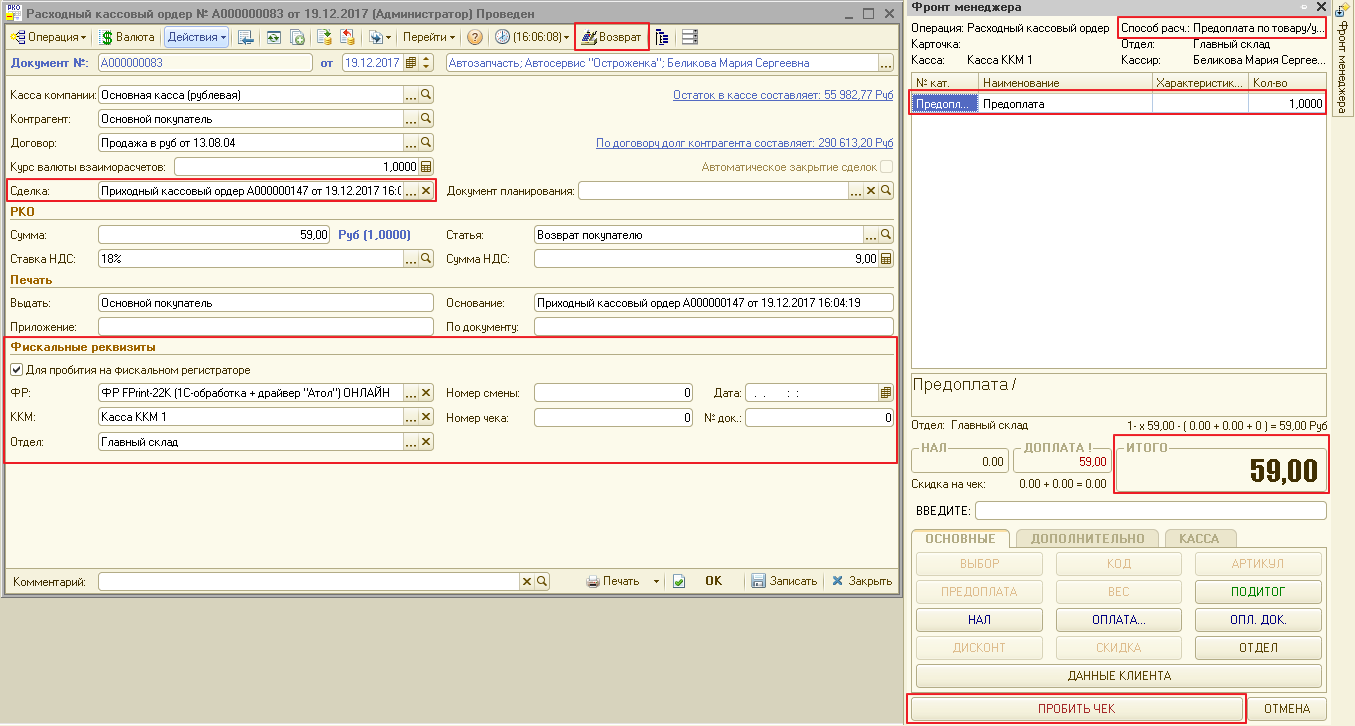 Расходный кассовый ордер № А000000083 от 19.12.2017 (Администратор) Проведен
Операция Валюта Действия Перейти (16:06:08) Возврат
Документ №: А000000083 от 19.12.2017 Автозапчасть; Автосервис "Остроженка"; Беликова Мария Сергеевна ...
Касса компании: Основная касса (рублевая) ... Остаток в кассе составляет: 55 982,77 Руб
Контрагент: Основной покупатель ...
Договор: Продажа в руб от 13.08.04 ... По договору долг контрагента составляет: 290 613,20 Руб
Курс валюты взаиморасчетов: 1,0000 Автоматическое закрытие сделок
Сделка: Приходный кассовый ордер А000000147 от 19.12.2017 16:0 ... Документ планирования: ...
РКО
Сумма: 59,00 Руб (1,0000) Статья: Возврат покупателю ...
Ставка НДС: 18% ... Сумма НДС: 9,00
Печать
Выдать: Основной покупатель Основание: Приходный кассовый ордер А000000147 от 19.12.2017 16:04:19
Приложение: По документу:
Фискальные реквизиты
Для пробития на фискальном регистраторе
ФР: ФР FPrint-22K (1С-обработка + драйвер "Атол") ОНЛАЙН ... Номер смены: 0 Дата: . . : :
ККМ: Касса ККМ 1 ... Номер чека: 0 № док.: 0
Отдел: Главный склад ...
Комментарий: Печать OK Записать Закрыть
Фронт менеджера
Операция: Расходный кассовый ордер Способ расч.: Предоплата по товару/у...
Карточка: Отдел: Главный склад
Касса: Касса ККМ 1 Кассир: Беликова Мария Сергее...
№ кат. Наименование Характеристик... Кол-во
Предопл... Предоплата 1,0000
Предоплата /
Отдел: Главный склад 1- x 59,00 - ( 0.00 + 0.00 + 0 ) = 59,00 Руб
НАЛ ДОПЛАТА ! ИТОГО
0.00 59,00 59,00
Скидка на чек: 0.00 + 0.00 = 0.00
ВВЕДИТЕ:
ОСНОВНЫЕ ДОПОЛНИТЕЛЬНО КАССА
ВЫБОР КОД АРТИКУЛ
ПРЕДОПЛАТА ВЕС ПОДИТОГ
НАЛ ОПЛАТА... ОПЛ. ДОК.
ДИСКОНТ СКИДКА ОТДЕЛ
ДАННЫЕ КЛИЕНТА
ПРОБИТЬ ЧЕК ОТМЕНА
Фронт менеджера